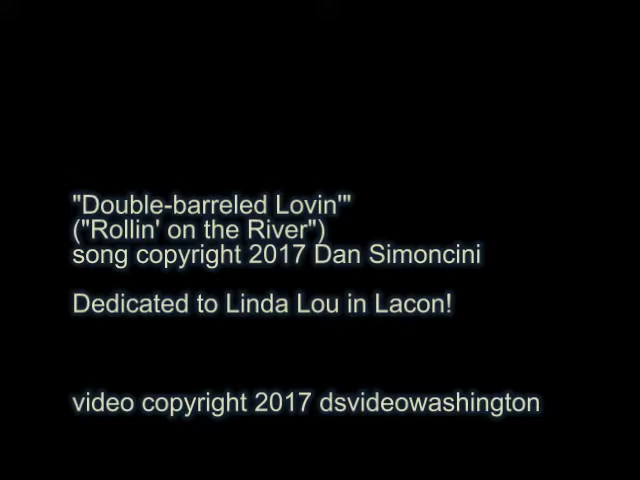 "Double-barreled Lovin'"
("Rollin' on the River")
song copyright 2017 Dan Simoncini
Dedicated to Linda Lou in Lacon!
video copyright 2017 dsvideowashington